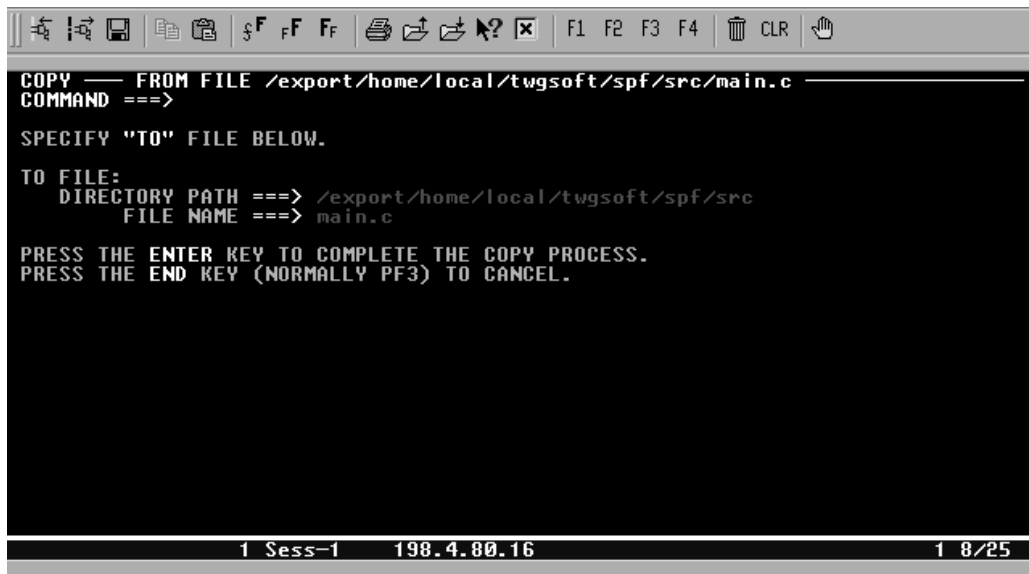 F1 F2 F3 F4 CLR
COPY —— FROM FILE /export/home/local/twgsoft/spf/src/main.c ——————————
COMMAND ===>
SPECIFY "TO" FILE BELOW.
TO FILE:
DIRECTORY PATH ===> /export/home/local/twgsoft/spf/src
FILE NAME ===> main.c
PRESS THE ENTER KEY TO COMPLETE THE COPY PROCESS.
PRESS THE END KEY (NORMALLY PF3) TO CANCEL.
1 Sess-1 198.4.80.16 1 8/25